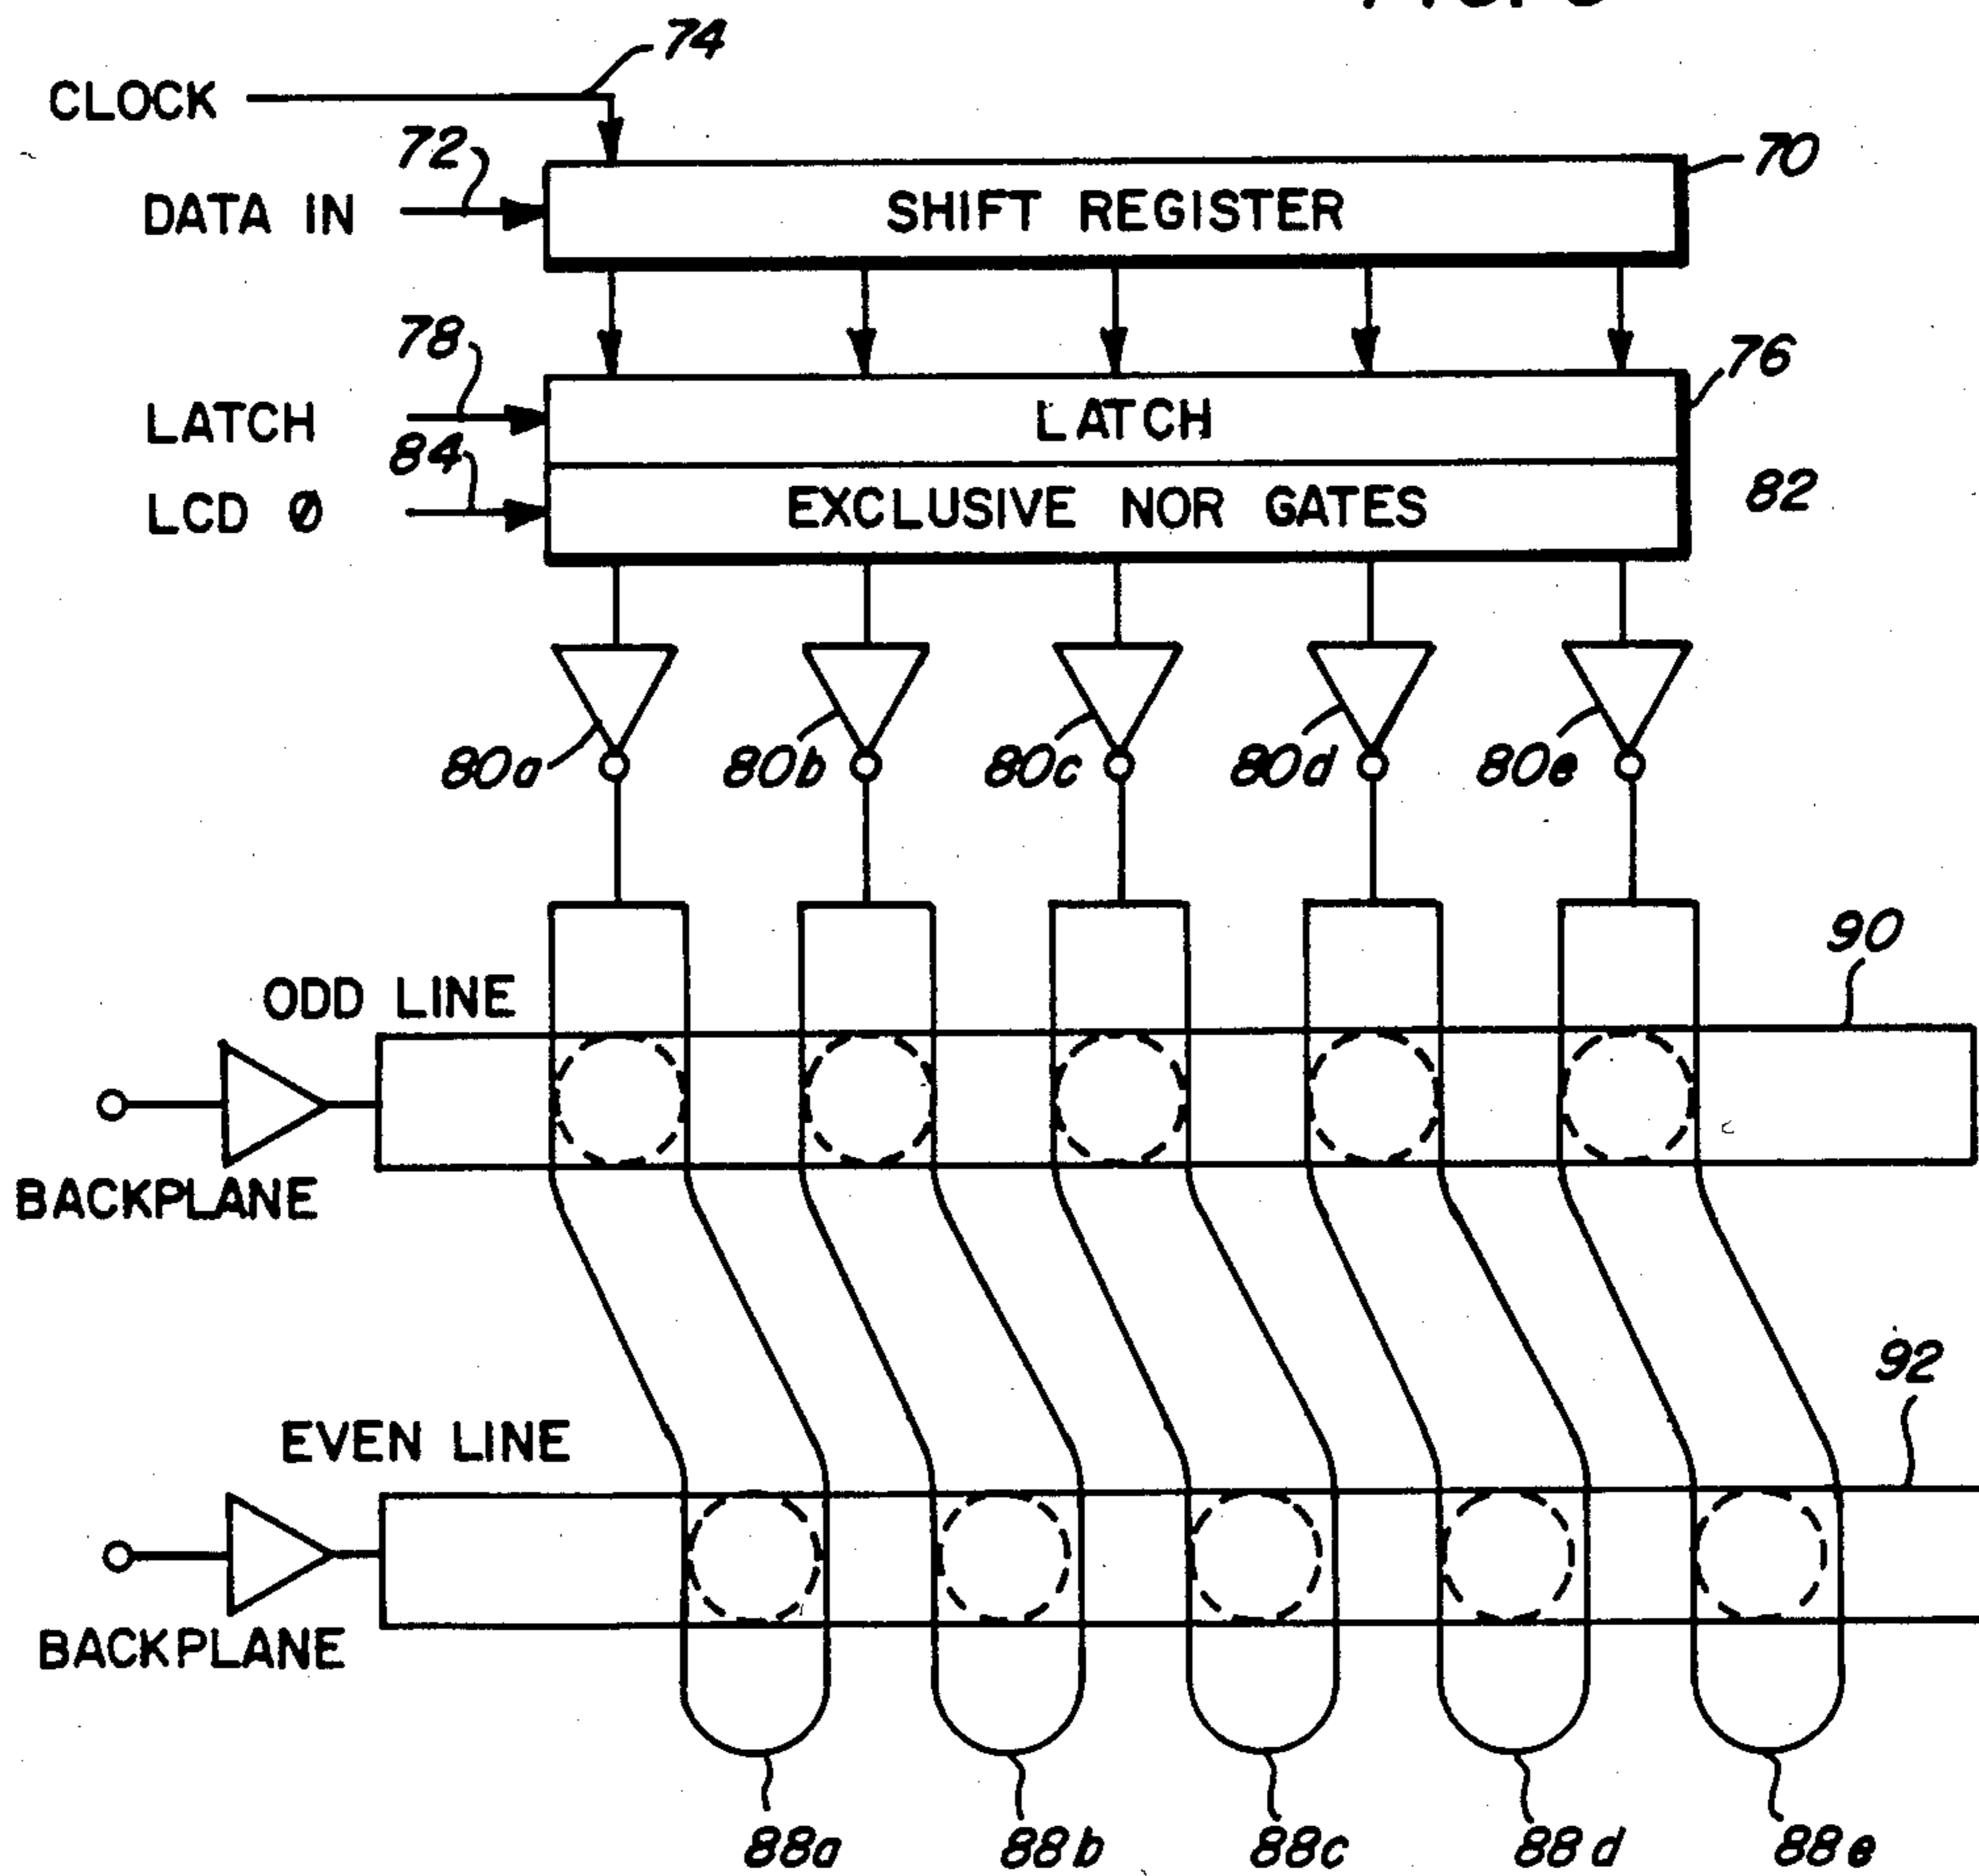 74
CLOCK
72
70
DATA IN
SHIFT REGISTER
78
76
LATCH
LATCH
84
LCD Ø
EXCLUSIVE NOR GATES
82
80a
80b
80c
80d
80e
90
ODD LINE
BACKPLANE
92
EVEN LINE
BACKPLANE
88a
88b
88c
88d
88e